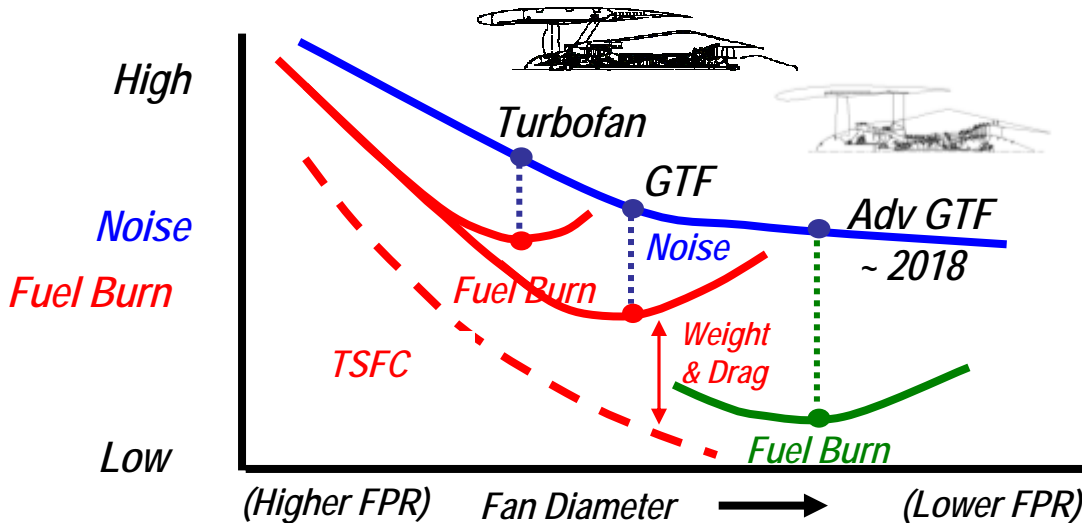 High
Turbofan
GTF
Adv GTF
~ 2018
Noise
Noise
Fuel Burn
Fuel Burn
Weight
& Drag
TSFC
Fuel Burn
Low
(Higher FPR)
Fan Diameter
(Lower FPR)